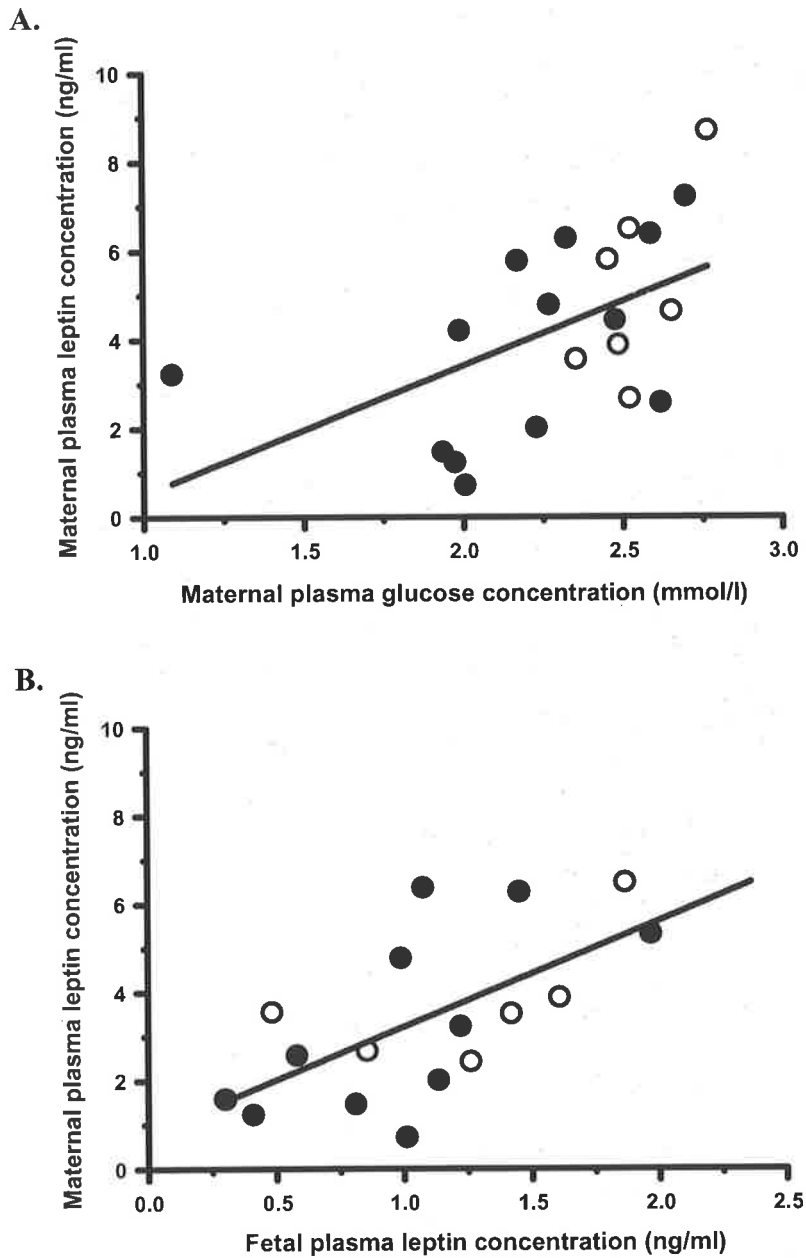 A.
Maternal plasma leptin concentration (ng/ml)
10
8
6
4
2
0
1.0 1.5 2.0 2.5 3.0
Maternal plasma glucose concentration (mmol/l)
B.
Maternal plasma leptin concentration (ng/ml)
10
8
6
4
2
0
0.0 0.5 1.0 1.5 2.0 2.5
Fetal plasma leptin concentration (ng/ml)